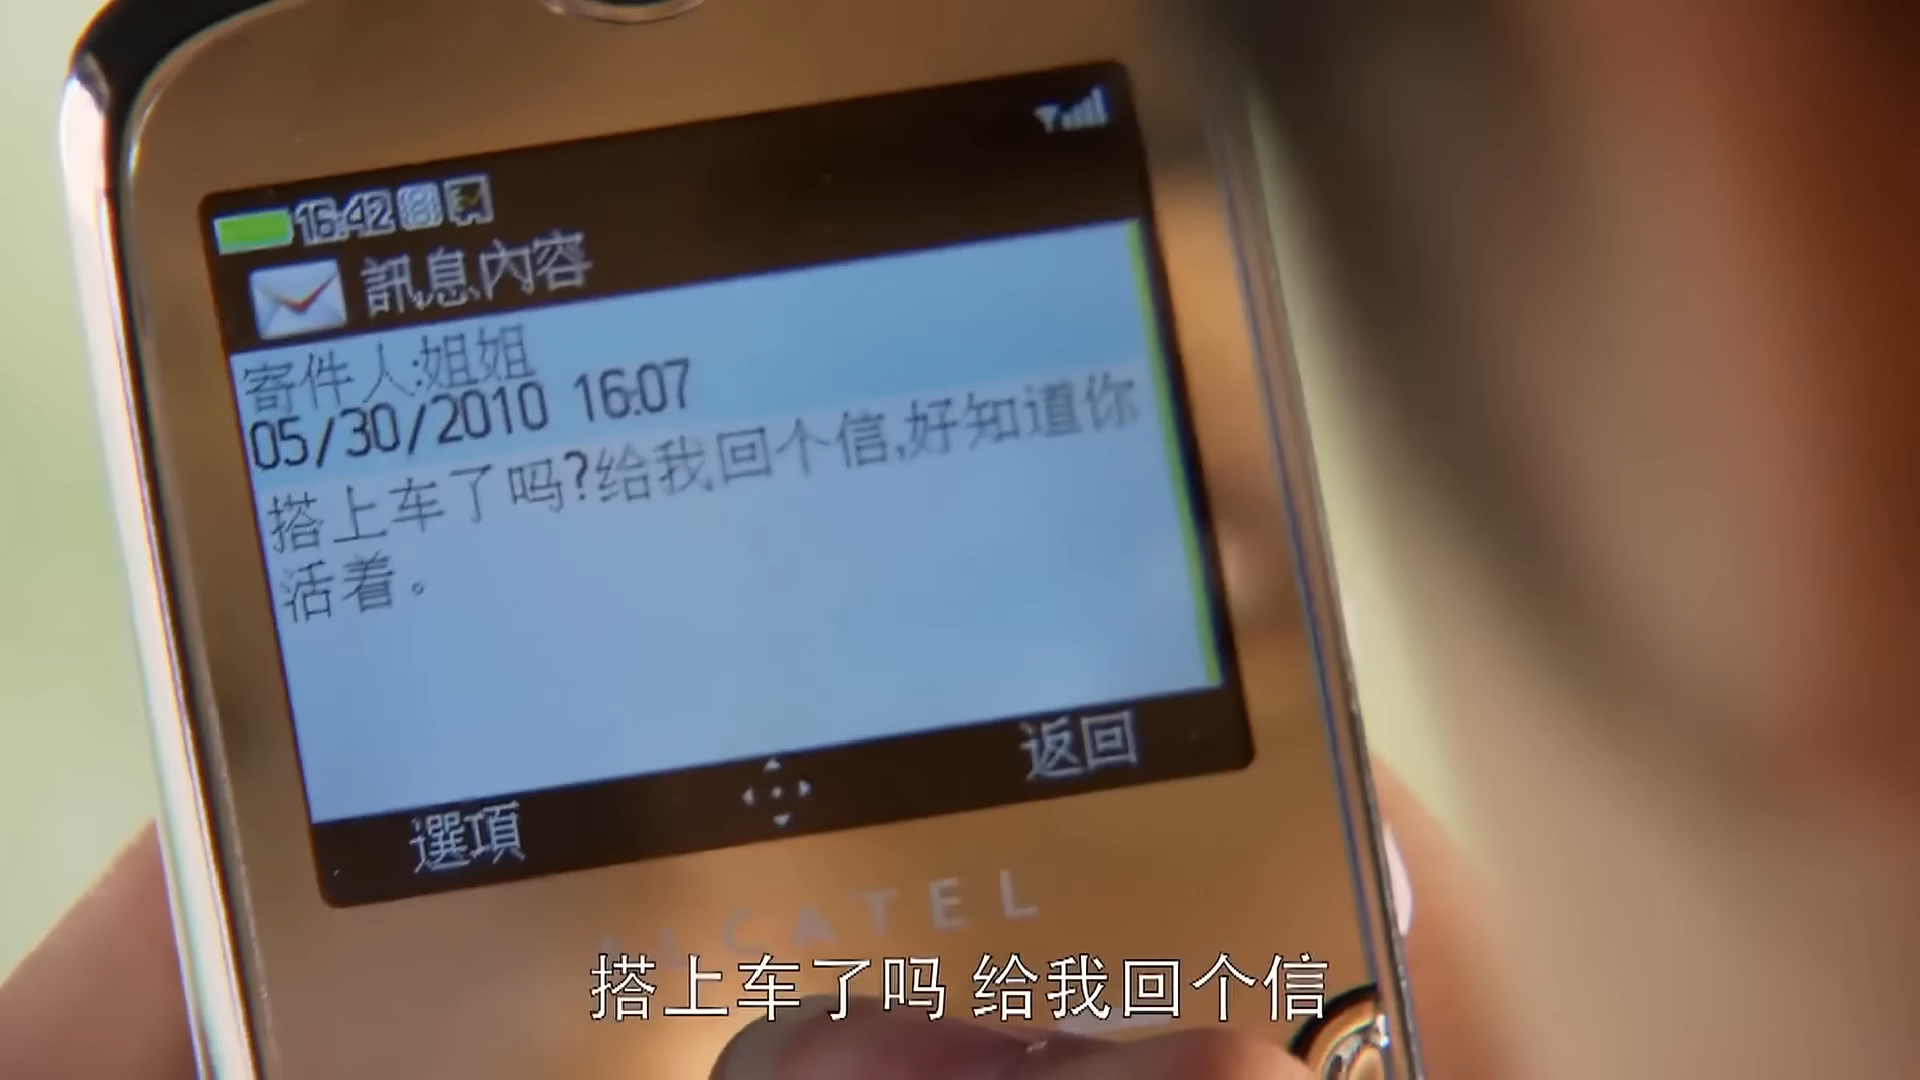 16:42
訊息內容
寄件人:姐姐
05/30/2010 16:07
搭上车了吗?给我回个信,好知道你
活着。
選項
返回
ALCATEL
搭上车了吗 给我回个信